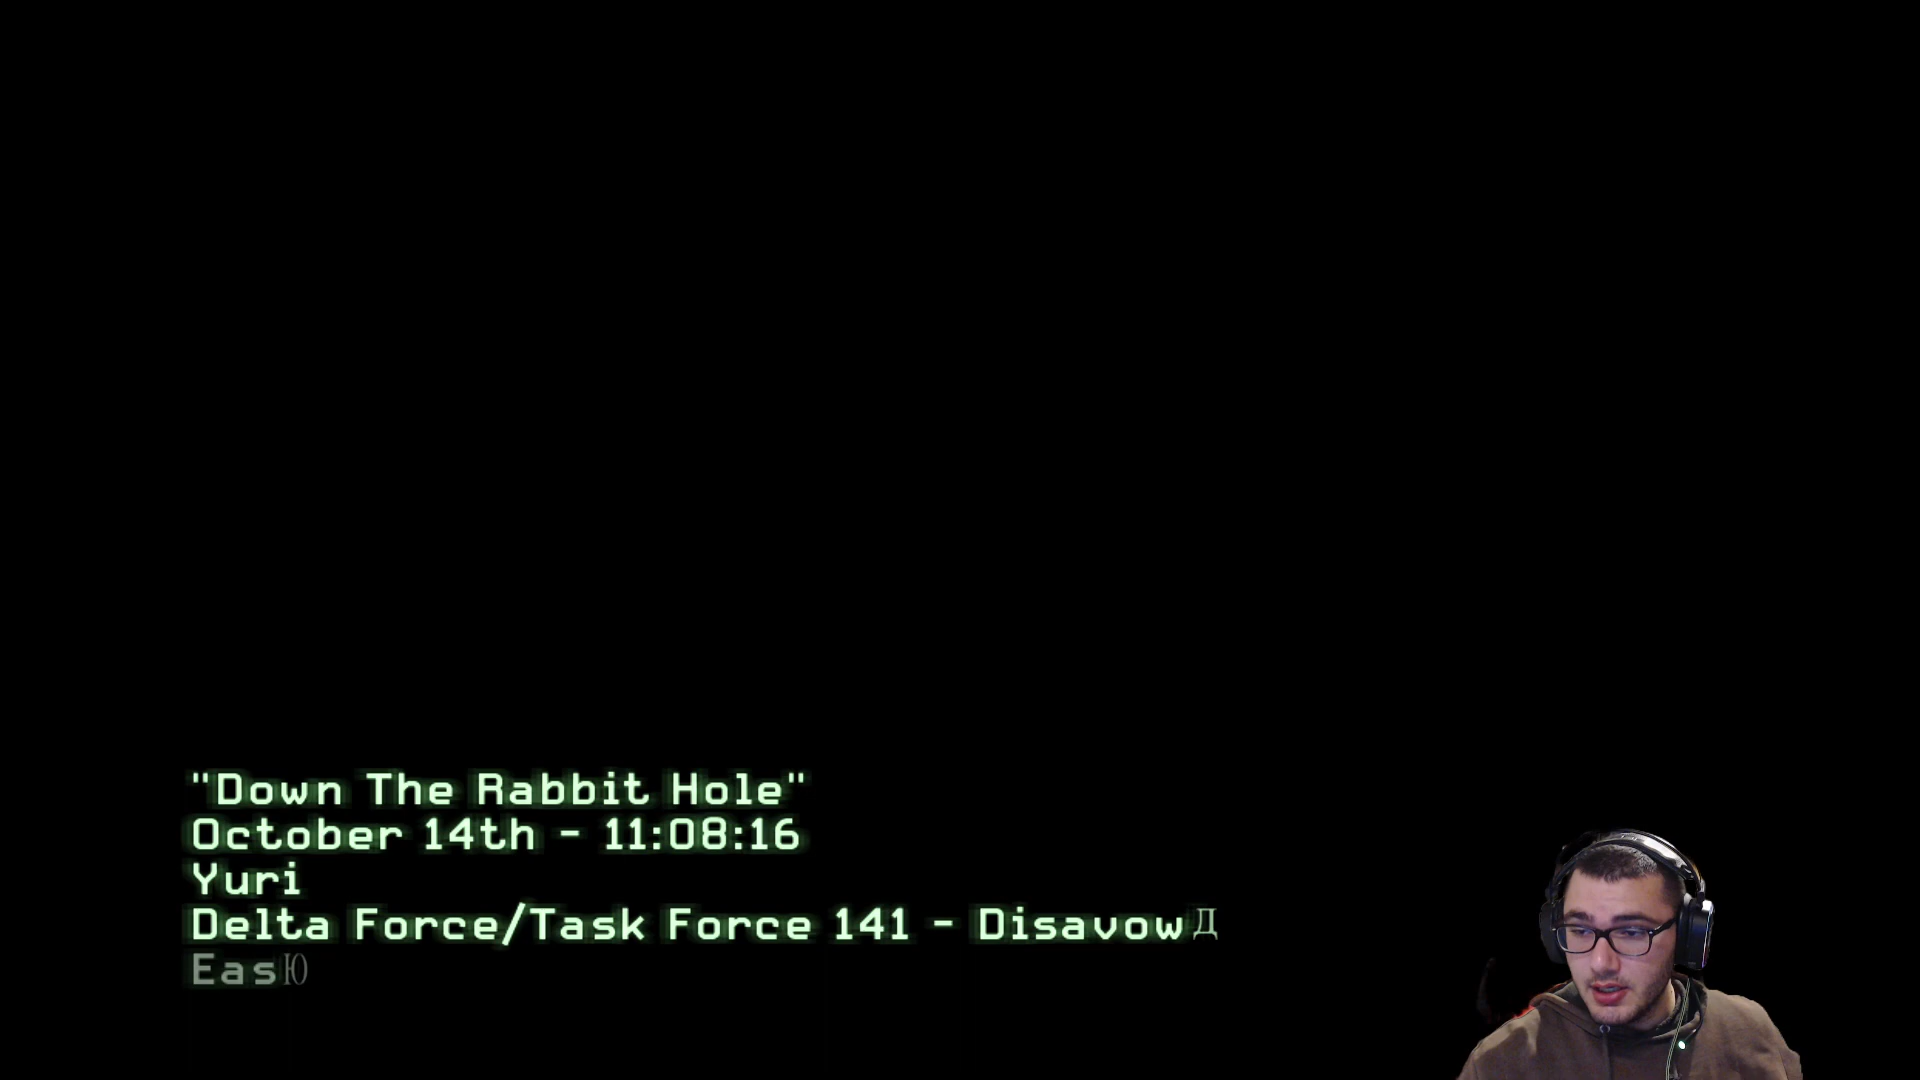 "Down The Rabbit Hole"
October 14th - 11:08:16
Yuri
Delta Force/Task Force 141 - DisavowД
EasЮ